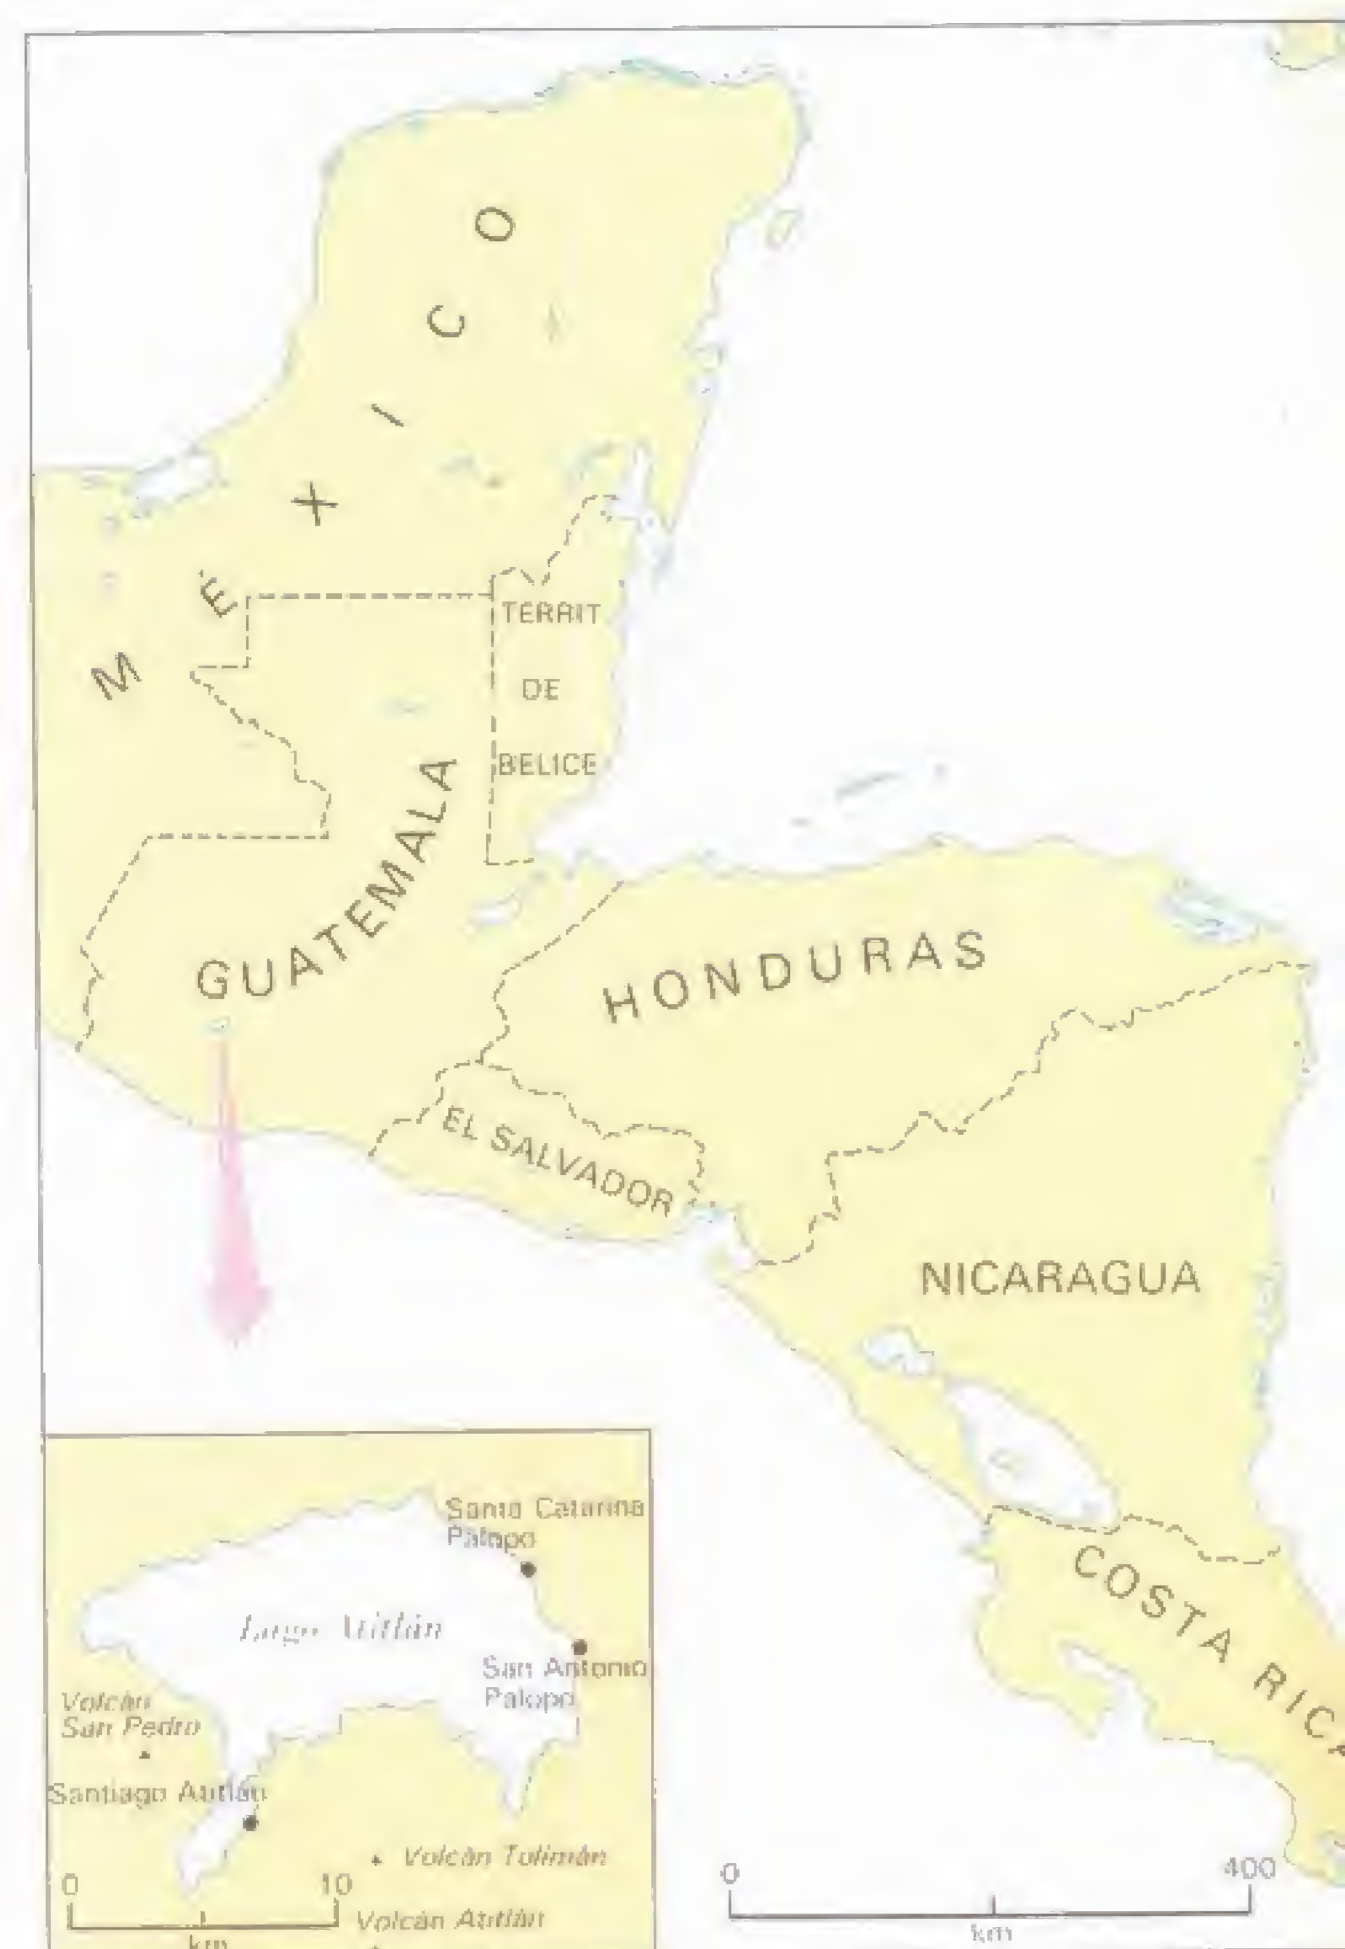 MÉXICO
TERRIT
DE
BELICE
GUATEMALA
HONDURAS
EL SALVADOR
NICARAGUA
COSTA RICA
Santa Catarina
Palopo
Lago Atitlán
San Antonio
Palopo
Volcán
San Pedro
Santiago Atitlán
Volcán Tolimán
0 10
km
Volcán Atitlán
0 400
km